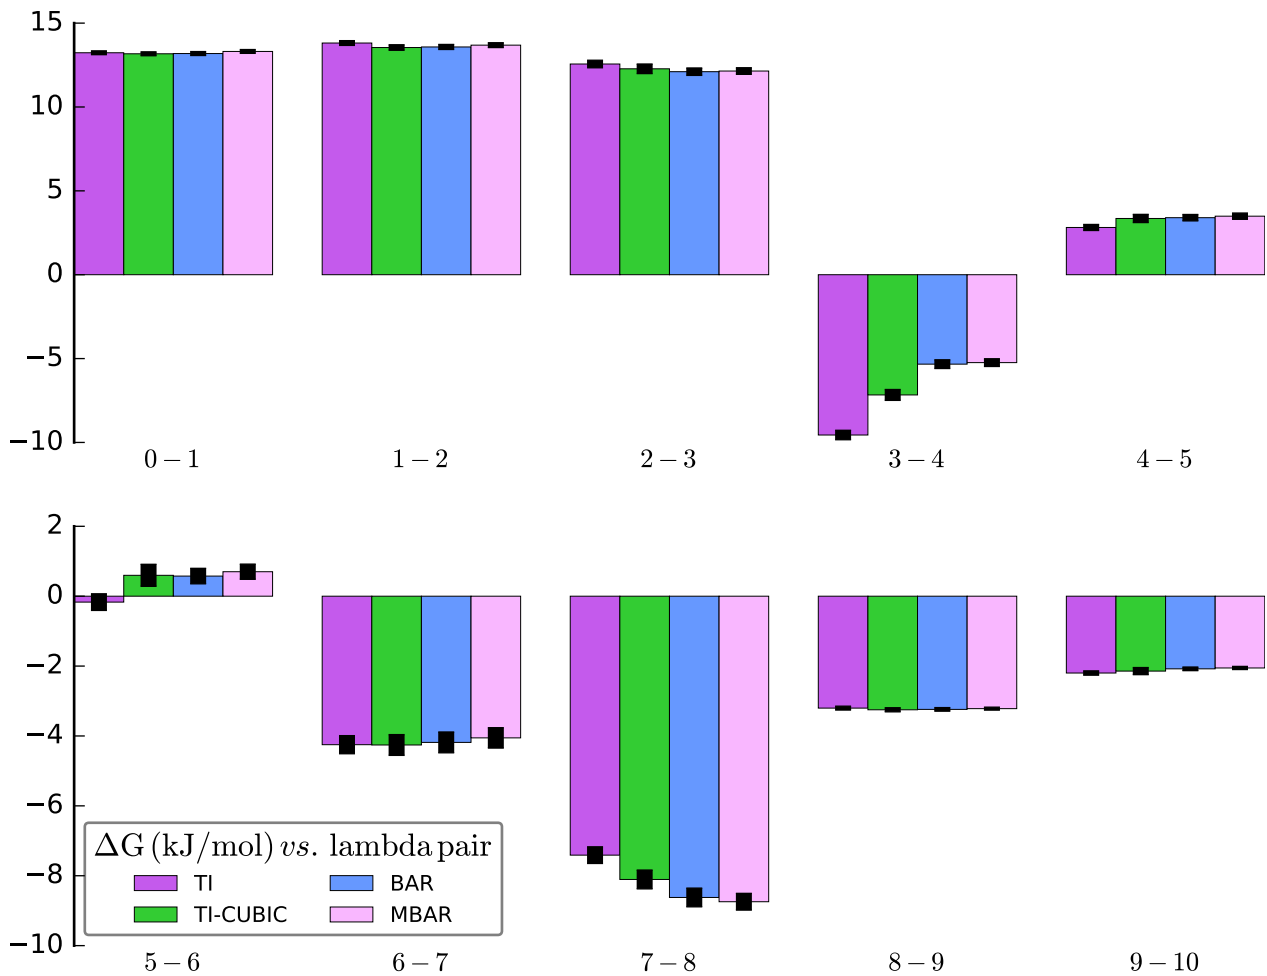 15
10
5
0
−5
−10
0 − 1 1 − 2 2 − 3 3 − 4 4 − 5
2
0
−2
−4
−6
−8
−10
ΔG (kJ/mol) vs. lambda pair
TI BAR
TI-CUBIC MBAR
5 − 6 6 − 7 7 − 8 8 − 9 9 − 10